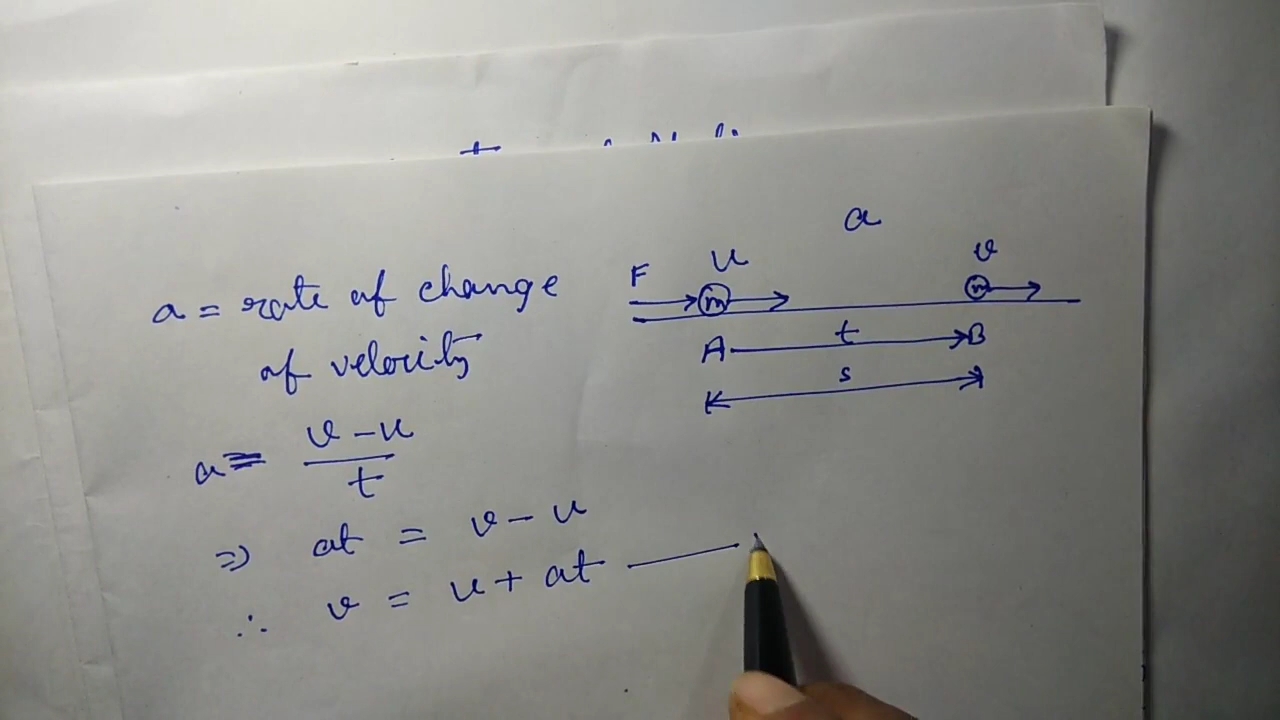 a = rate of change
of velocity
a = v - u / t
⇒ at = v - u
∴ v = u + at
a
F u v
m m
A t B
s